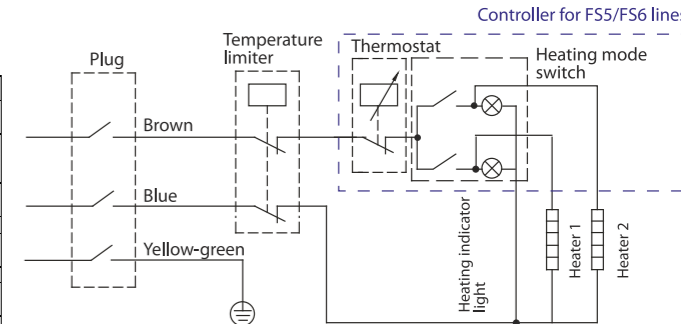 Controller for FS5/FS6 lines
Temperature
limiter
Thermostat
Heating mode
switch
Plug
Brown
Blue
Yellow-green
Heating indicator
light
Heater 1
Heater 2